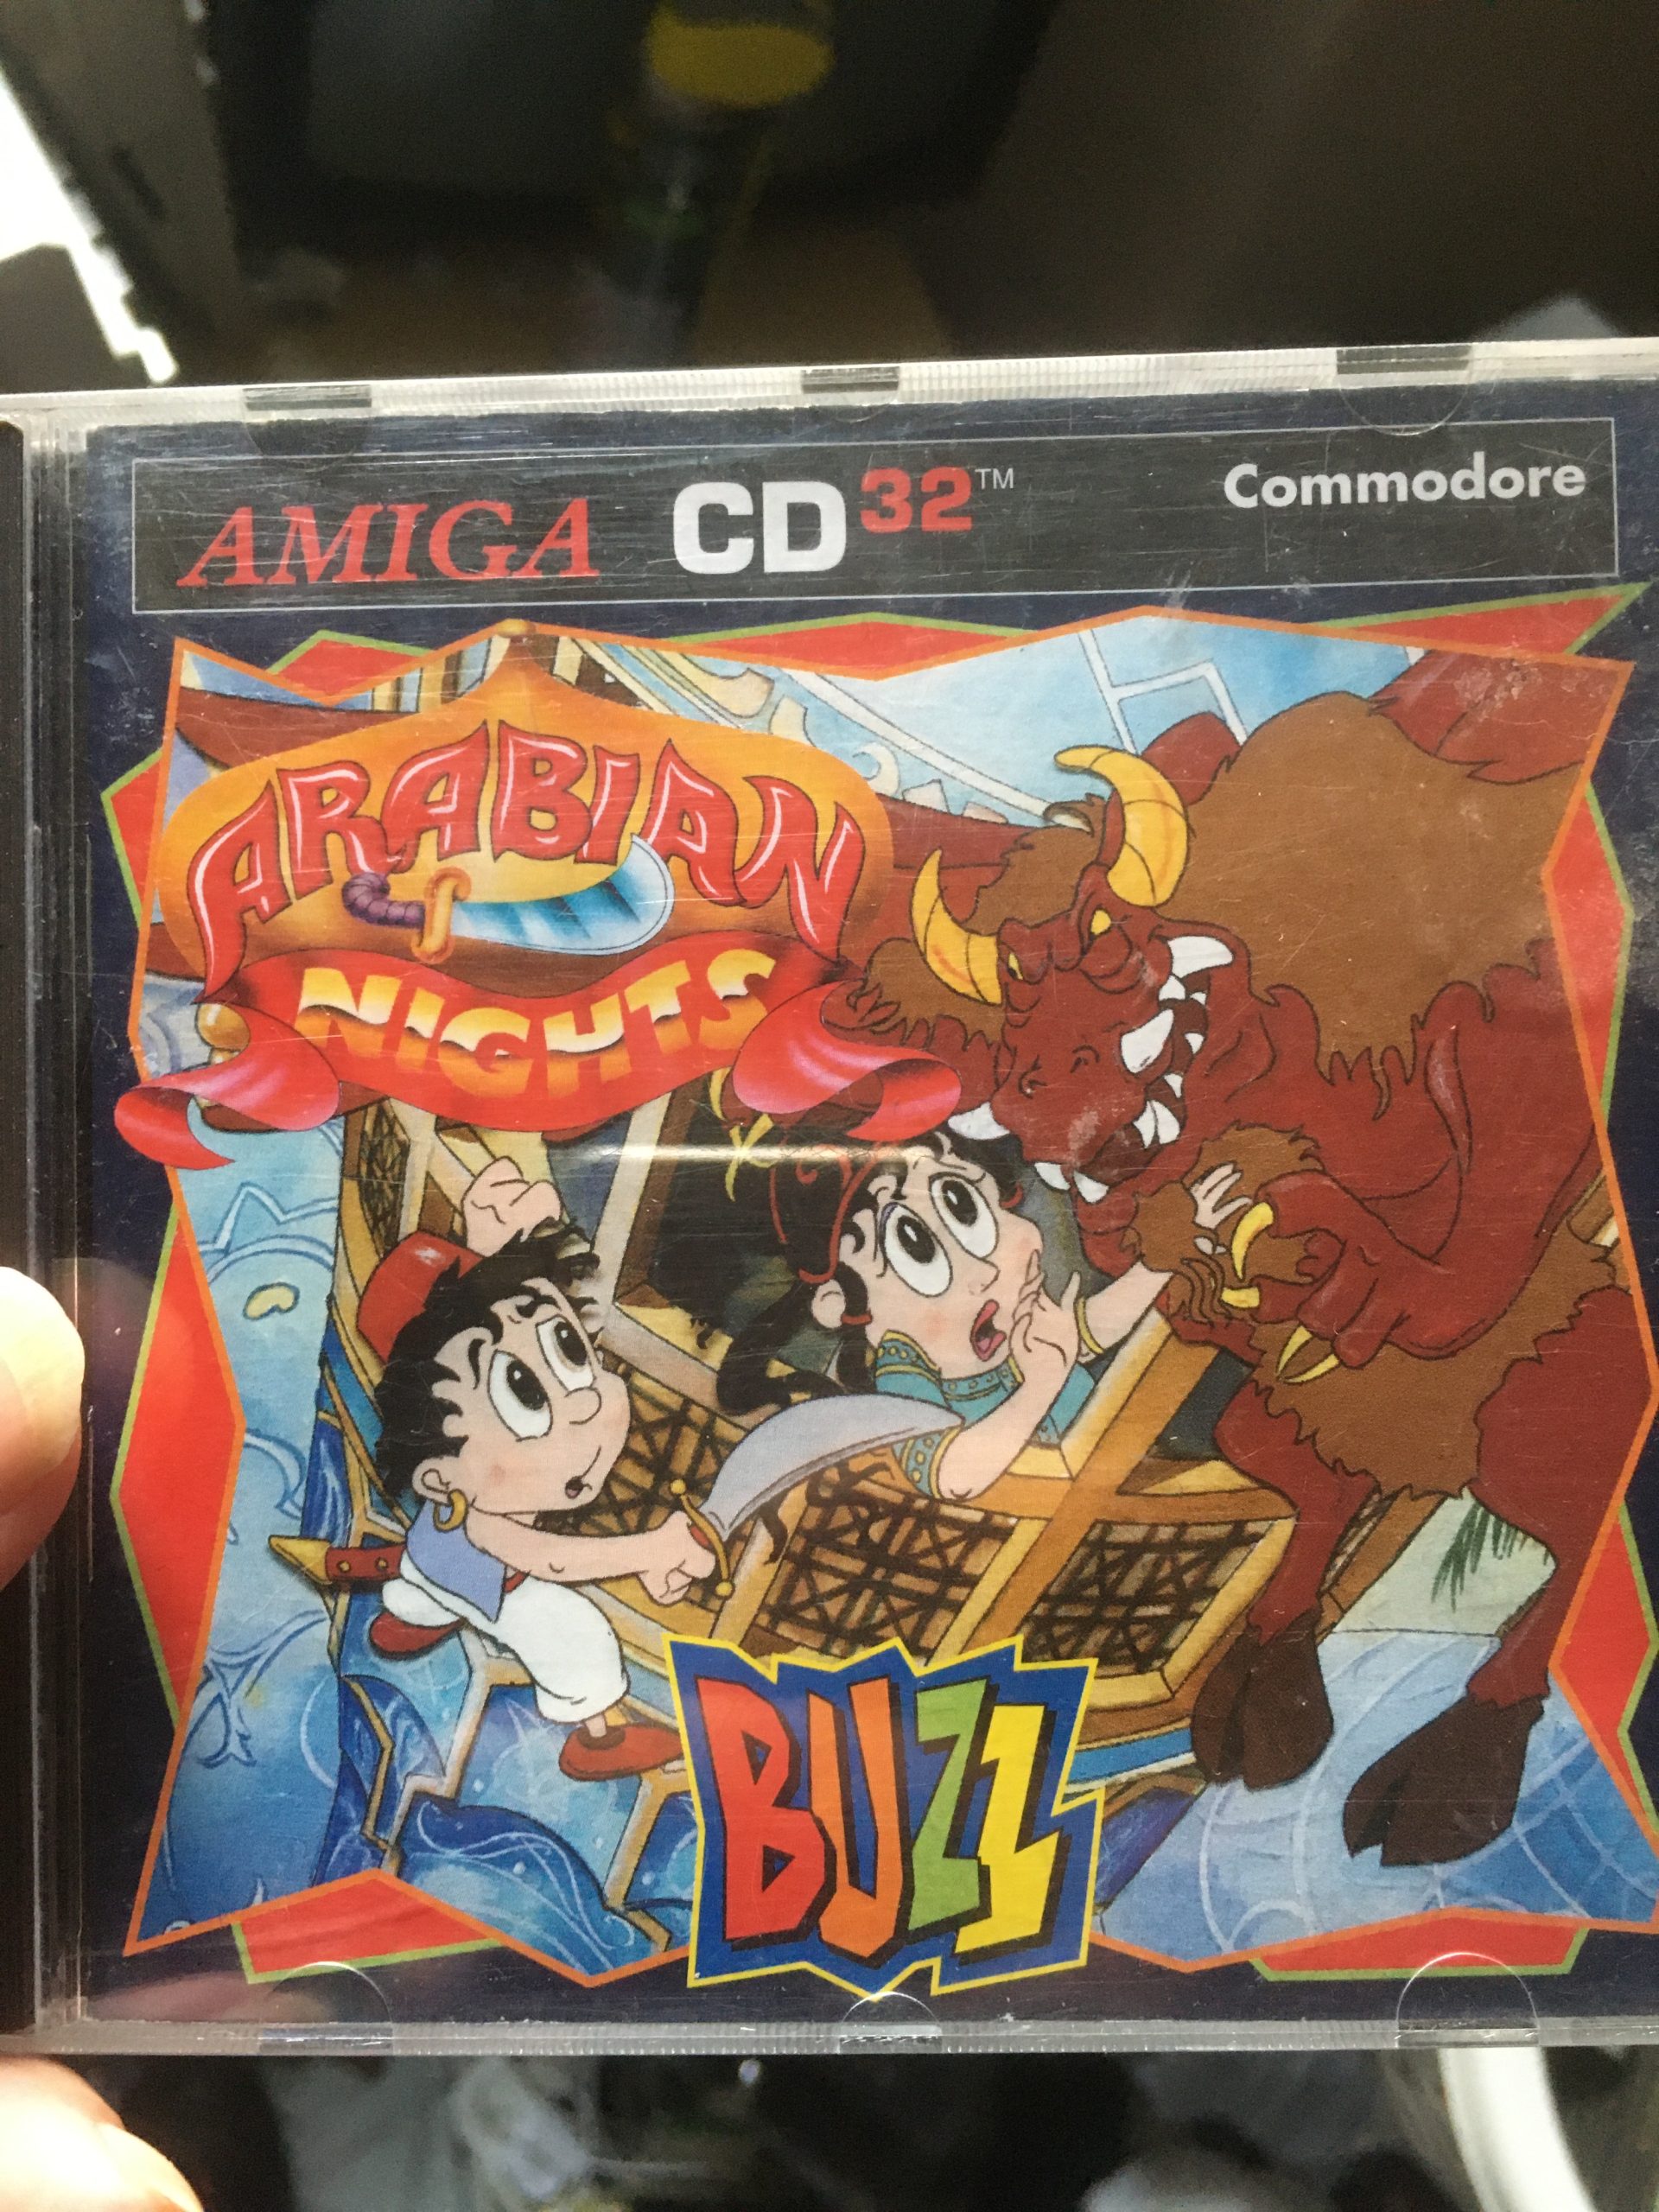 AMIGA CD32™ Commodore
ARABIAN
NIGHTS
BUZZ